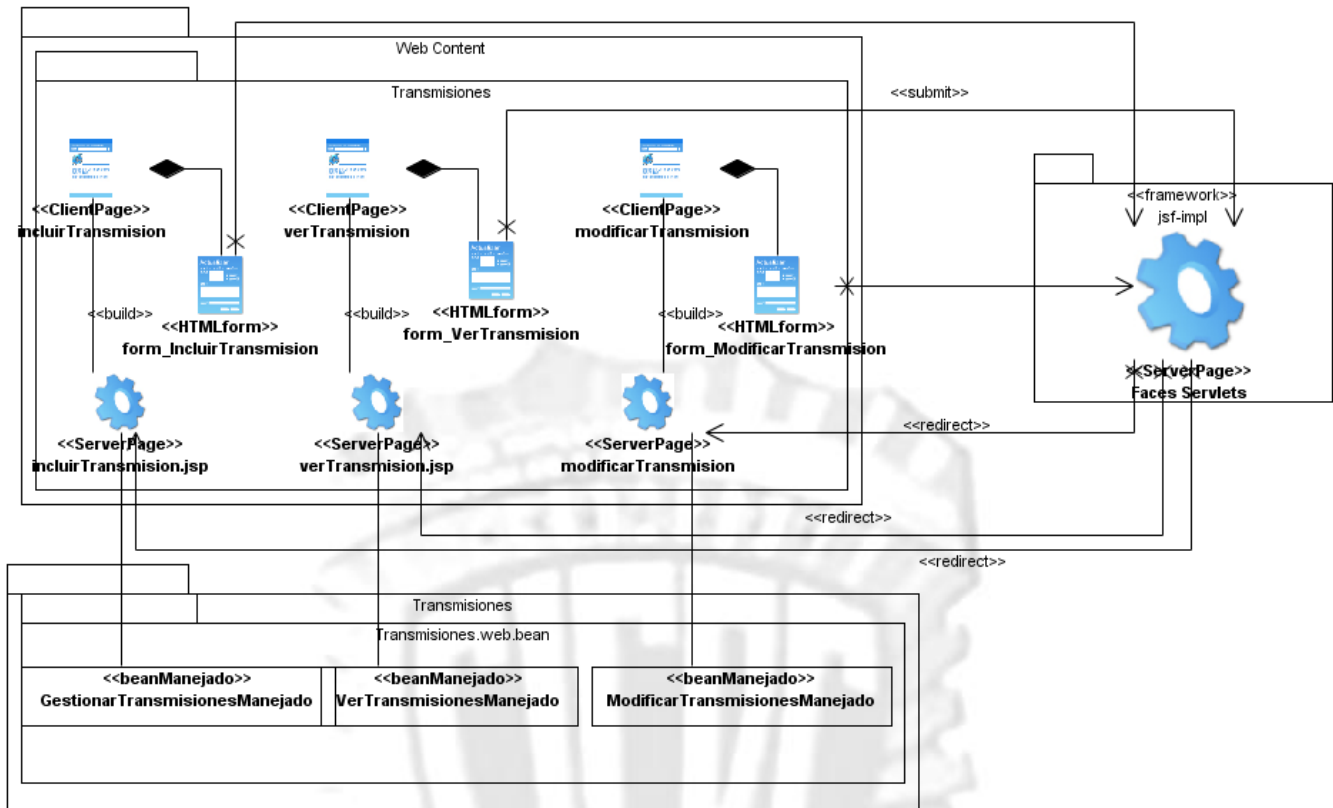 Web Content
Transmisiones
<<submit>>
<<ClientPage>>
incluirTransmision
<<ClientPage>>
verTransmision
<<ClientPage>>
modificarTransmision
<<framework>>
jsf-impl
<<build>>
<<HTMLform>>
form_IncluirTransmision
<<build>>
<<HTMLform>>
form_VerTransmision
<<build>>
<<HTMLform>>
form_ModificarTransmision
<<ServerPage>>
Faces Servlets
<<redirect>>
<<ServerPage>>
incluirTransmision.jsp
<<ServerPage>>
verTransmision.jsp
<<ServerPage>>
modificarTransmision
<<redirect>>
<<redirect>>
Transmisiones
Transmisiones.web.bean
<<beanManejado>>
GestionarTransmisionesManejado
<<beanManejado>>
VerTransmisionesManejado
<<beanManejado>>
ModificarTransmisionesManejado